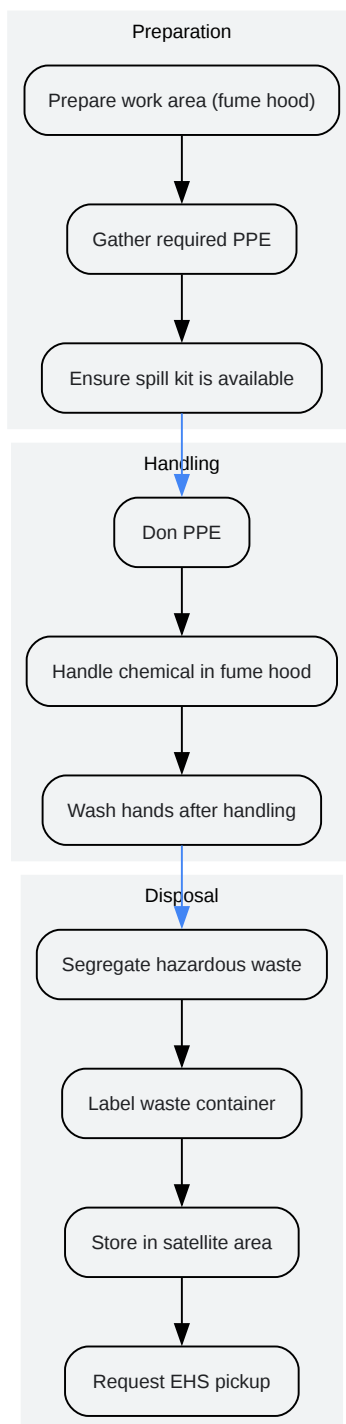 Preparation
Prepare work area (fume hood)
Gather required PPE
Ensure spill kit is available
Handling
Don PPE
Handle chemical in fume hood
Wash hands after handling
Disposal
Segregate hazardous waste
Label waste container
Store in satellite area
Request EHS pickup